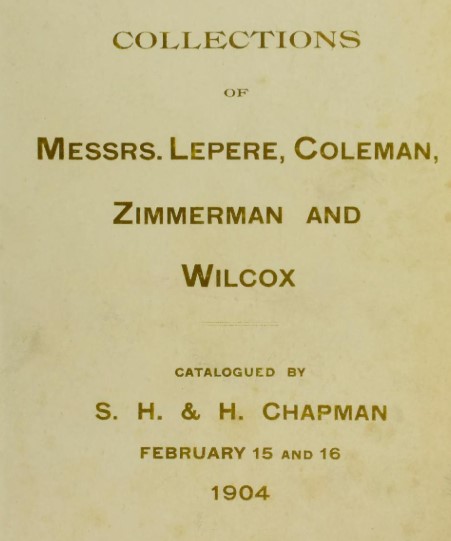 COLLECTIONS
OF
MESSRS. LEPERE, COLEMAN,
ZIMMERMAN AND
WILCOX
CATALOGUED BY
S. H. & H. CHAPMAN
FEBRUARY 15 AND 16
1904